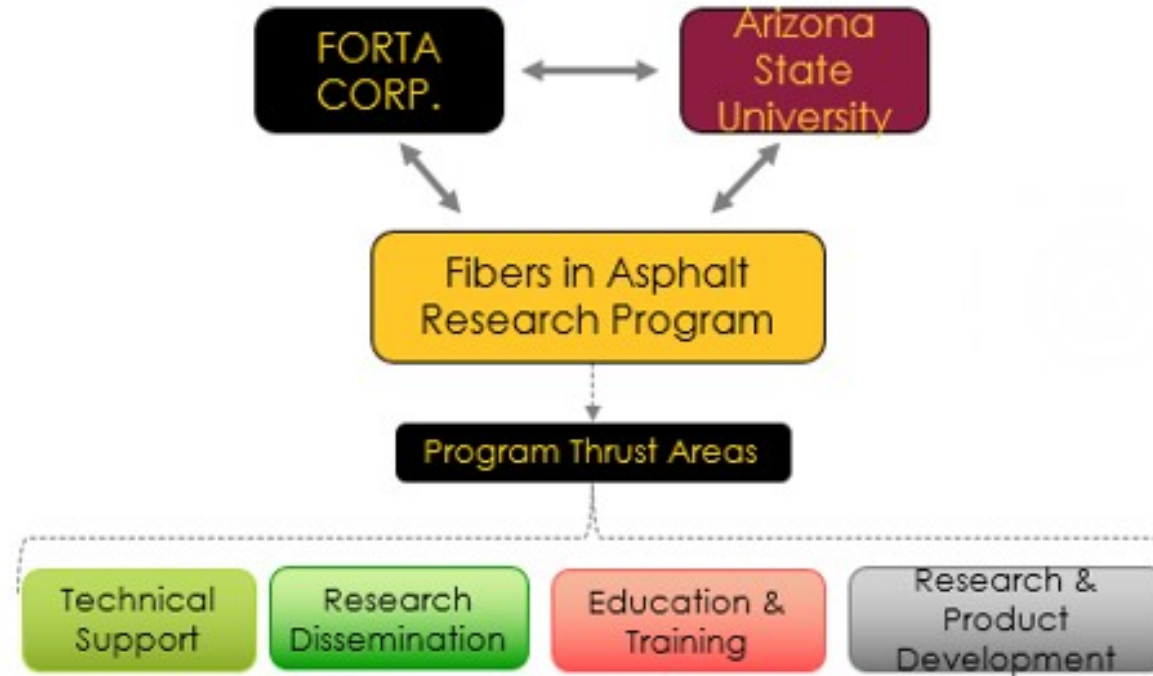 FORTA
CORP.
Arizona
State
University
Fibers in Asphalt
Research Program
Program Thrust Areas
Technical
Support
Research
Dissemination
Education &
Training
Research &
Product
Development